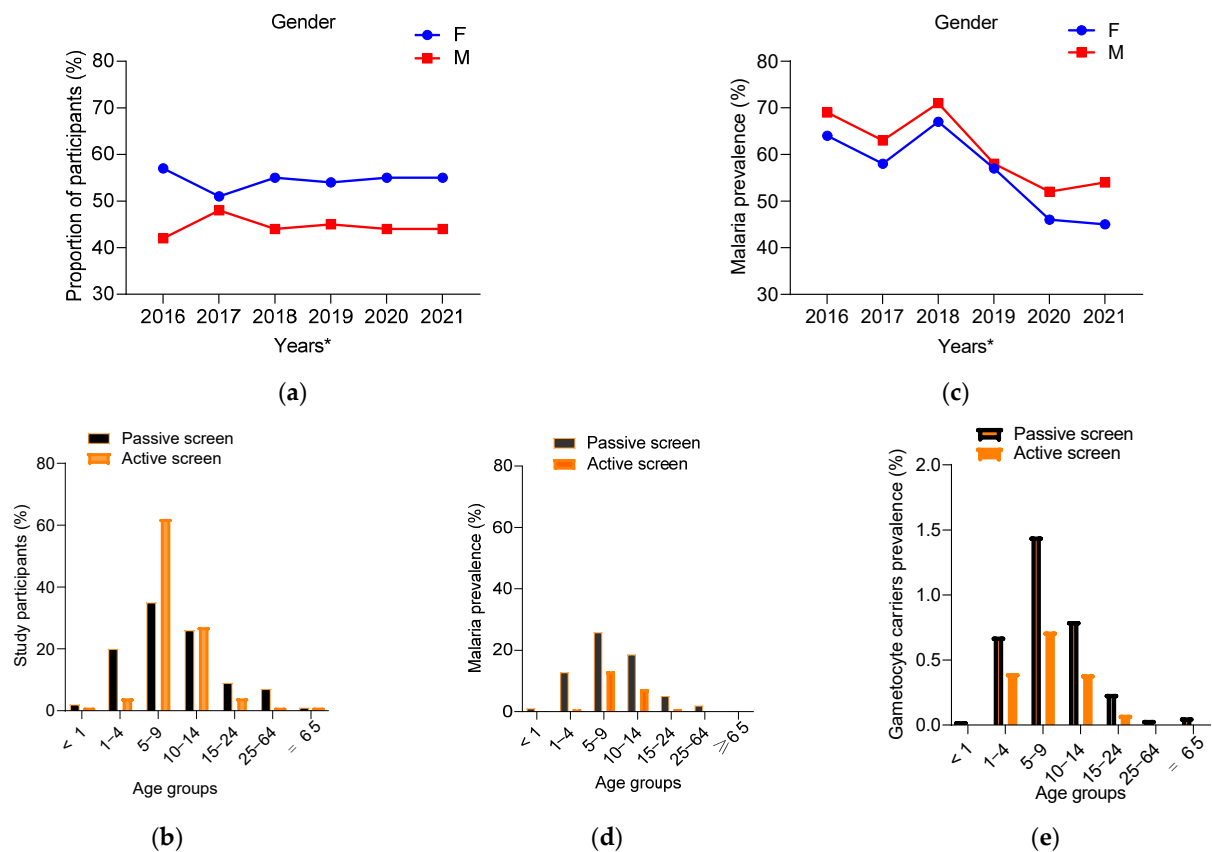 Gender
F
M
Proportion of participants (%)
80
70
60
50
40
30
2016 2017 2018 2019 2020 2021
Years*
(a)
Gender
F
M
Malaria prevalence (%)
80
70
60
50
40
30
2016 2017 2018 2019 2020 2021
Years*
(c)
Passive screen
Active screen
Study participants (%)
80
60
40
20
0
< 1 1–4 5–9 10–14 15–24 25–64 = 65
Age groups
(b)
Passive screen
Active screen
Malaria prevalence (%)
80
60
40
20
0
< 1 1–4 5–9 10–14 15–24 25–64 ⩾65
Age groups
(d)
Passive screen
Active screen
Gametocyte carriers prevalence (%)
2.0
1.5
1.0
0.5
0.0
< 1 1–4 5–9 10–14 15–24 25–64 = 65
Age groups
(e)